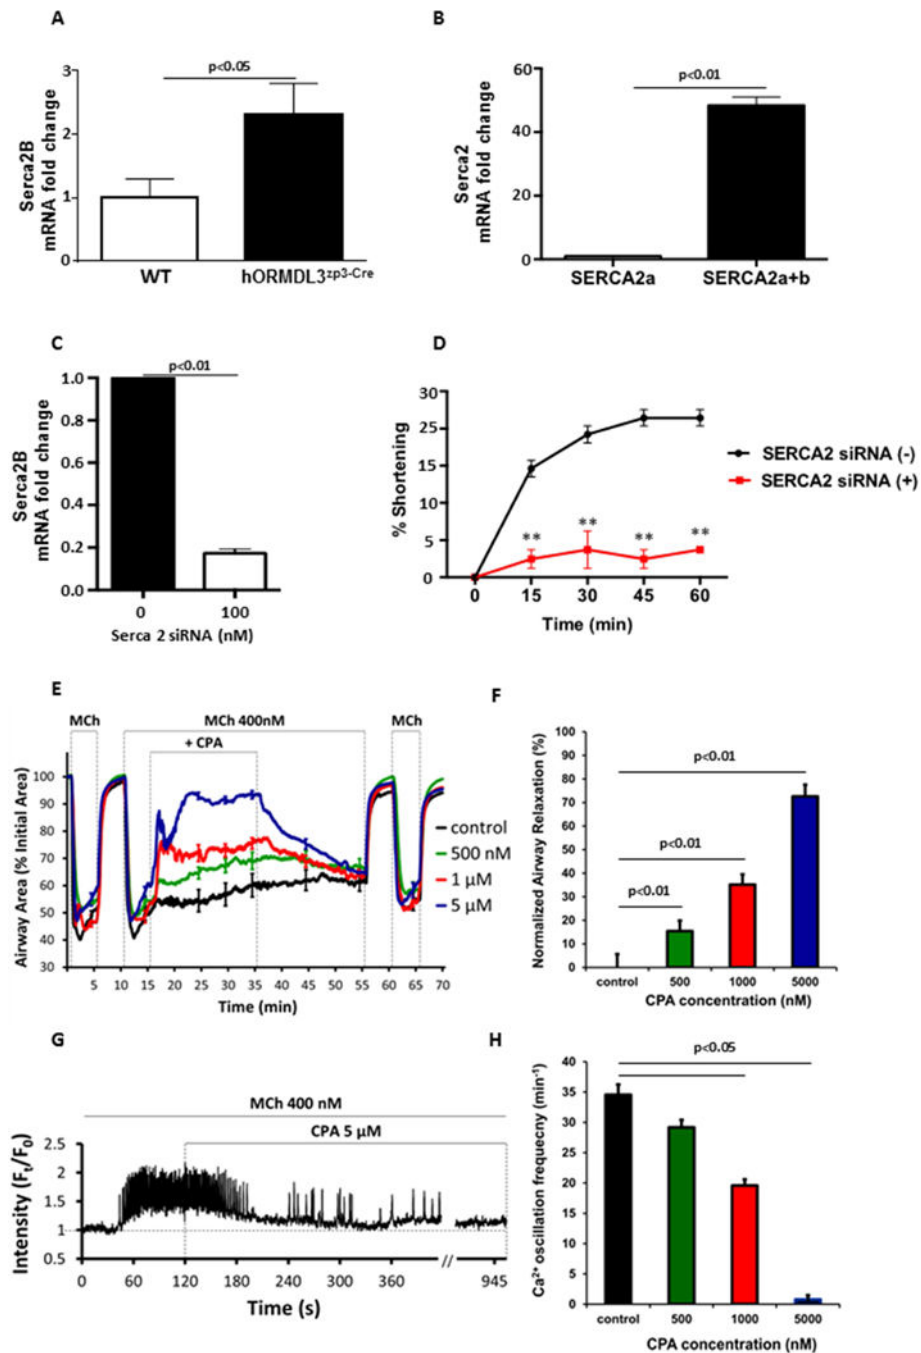 A
p<0.05
Serca2B
mRNA fold change
3
2
1
0
WT
hORMDL3zp3-Cre
B
p<0.01
Serca2
mRNA fold change
60
40
20
0
SERCA2a
SERCA2a+b
C
p<0.01
Serca2B
mRNA fold change
1.0
0.8
0.6
0.4
0.2
0.0
0
100
Serca 2 siRNA (nM)
D
% Shortening
30
25
15
5
0
**
**
**
**
0
15
30
45
60
Time (min)
SERCA2 siRNA (-)
SERCA2 siRNA (+)
E
MCh
MCh 400nM
MCh
+ CPA
Airway Area (% Initial Area)
100
90
80
70
60
50
40
30
control
500 nM
1 µM
5 µM
5
10
15
20
25
30
35
40
45
50
55
60
65
70
Time (min)
F
Normalized Airway Relaxation (%)
100
90
80
70
60
50
40
30
20
10
0
p<0.01
p<0.01
p<0.01
control
500
1000
5000
CPA concentration (nM)
G
MCh 400 nM
CPA 5 µM
Intensity (Ft/F0)
2.5
2
1.5
1
0.5
0
60
120
180
240
300
360
//
945
Time (s)
H
p<0.05
Ca2+ oscillation frequecny (min-1)
40
35
30
25
20
15
10
5
0
control
500
1000
5000
CPA concentration (nM)